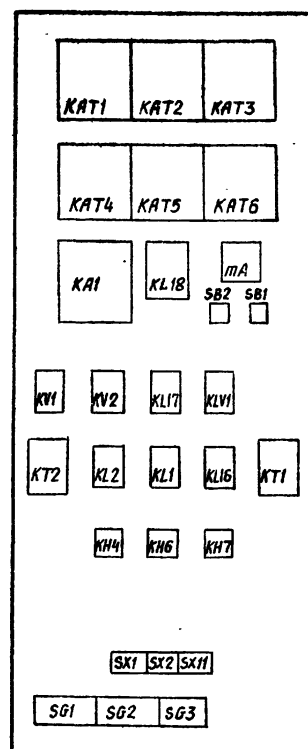 KAT1 KAT2 KAT3
KAT4 KAT5 KAT6
KA1 KL18 mA
SB2 SB1
KV1 KV2 KL17 KLV1
KT2 KL2 KL1 KL16 KT1
KH4 KH6 KH7
SX1 SX2 SX11
SG1 SG2 SG3